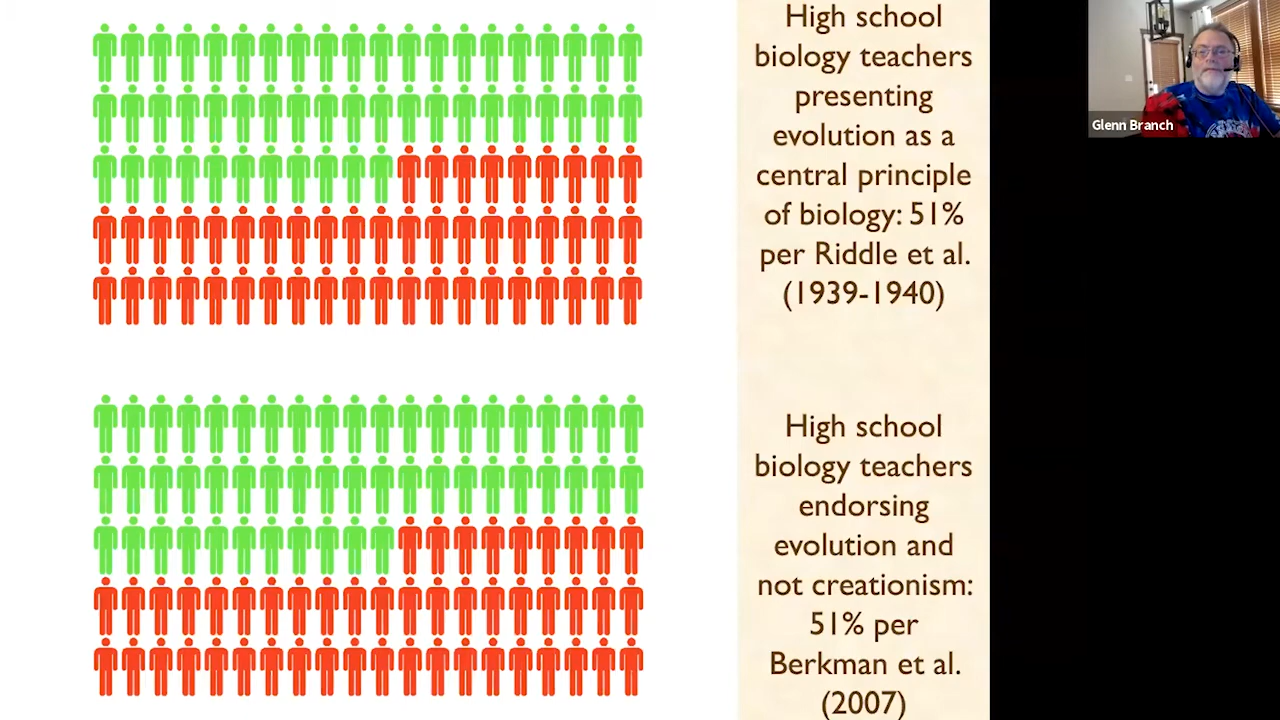 High school
biology teachers
presenting
evolution as a
central principle
of biology: 51%
per Riddle et al.
(1939-1940)
High school
biology teachers
endorsing
evolution and
not creationism:
51% per
Berkman et al.
(2007)
Glenn Branch